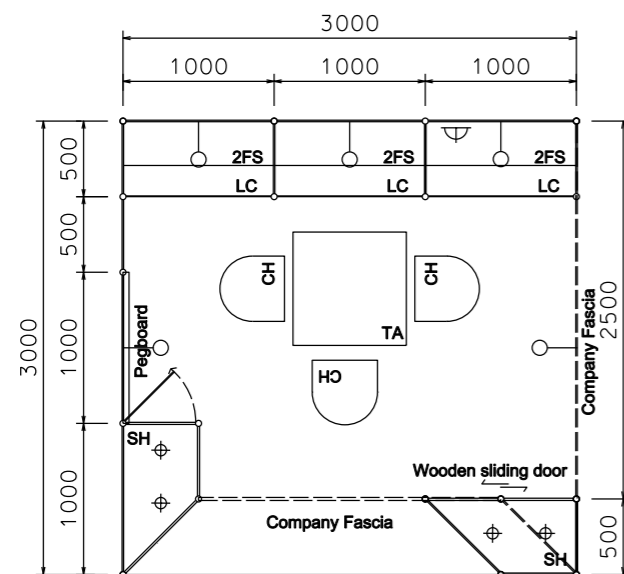 3000
1000 1000 1000
500
2FS 2FS 2FS
LC LC LC
500
CH
CH
TA
3000
2500
Pegboard
1000
CH
Company Fascia
SH
Wooden sliding door
1000
Company Fascia
500
SH